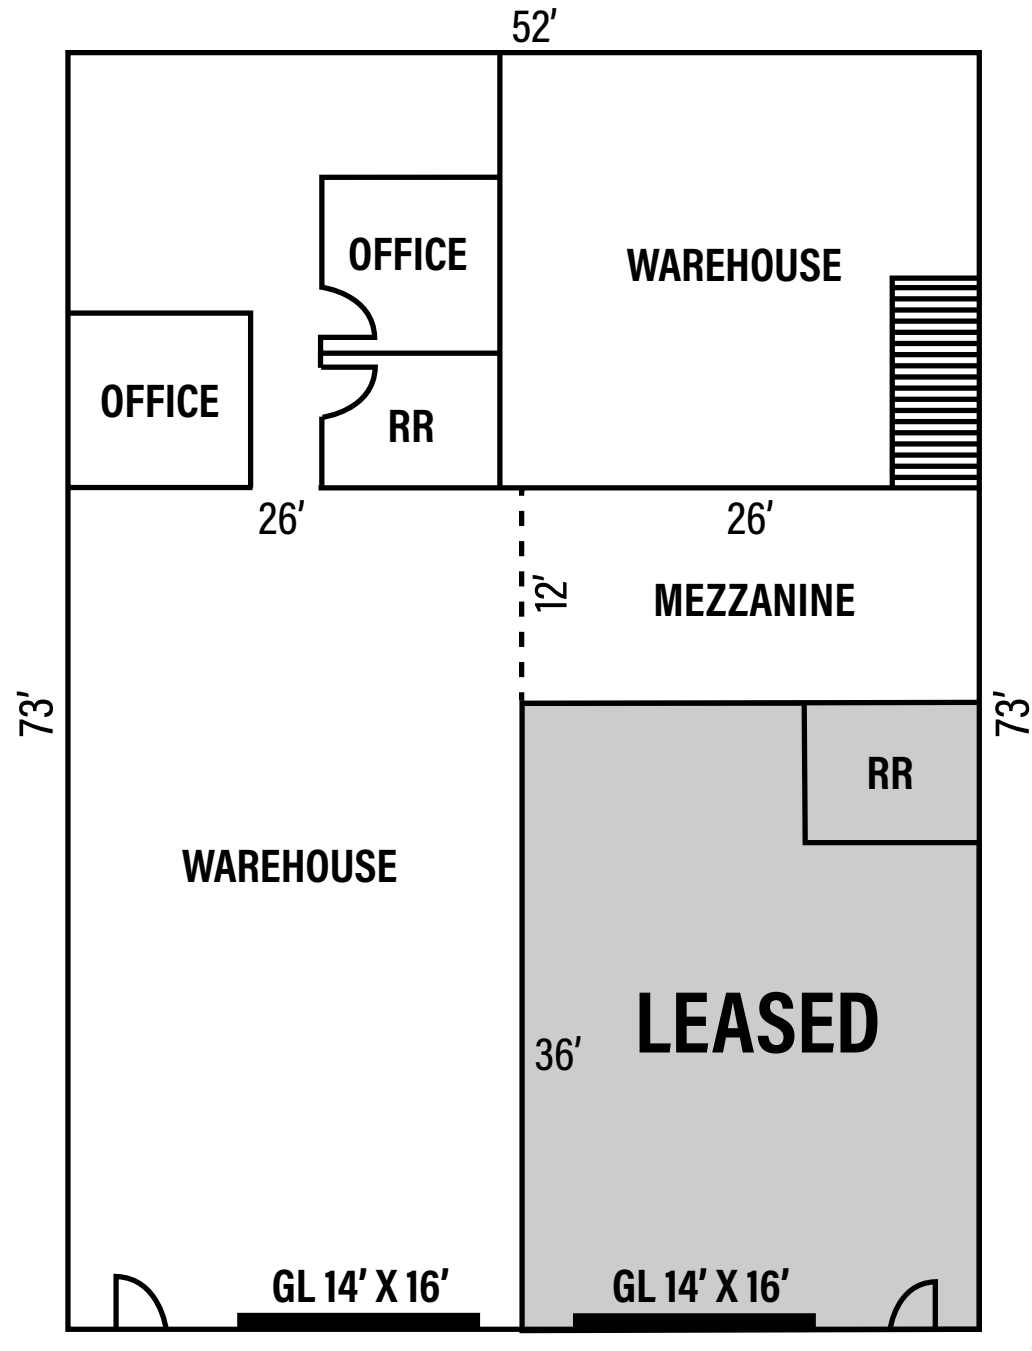 52′
OFFICE
WAREHOUSE
OFFICE
RR
26′
26′
12′
MEZZANINE
73′
73′
RR
WAREHOUSE
LEASED
36′
GL 14′ X 16′
GL 14′ X 16′